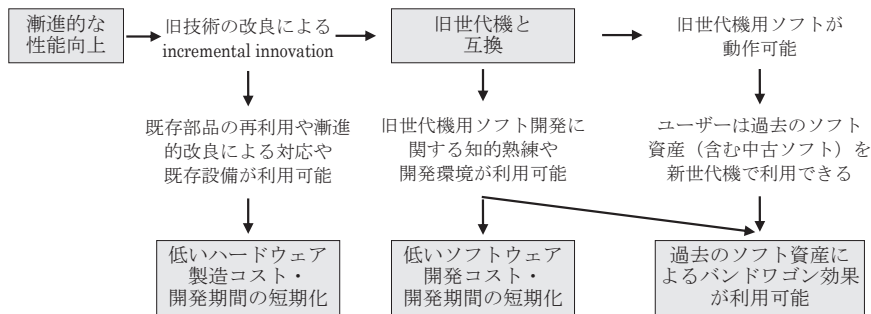 漸進的な
性能向上
旧技術の改良による
incremental innovation
旧世代機と
互換
旧世代機用ソフトが
動作可能
既存部品の再利用や漸進
的改良による対応や
既存設備が利用可能
旧世代機用ソフト開発に
関する知的熟練や
開発環境が利用可能
ユーザーは過去のソフト
資産（含む中古ソフト）を
新世代機で利用できる
低いハードウェア
製造コスト・
開発期間の短期化
低いソフトウェア
開発コスト・
開発期間の短期化
過去のソフト資産に
よるバンドワゴン効果
が利用可能